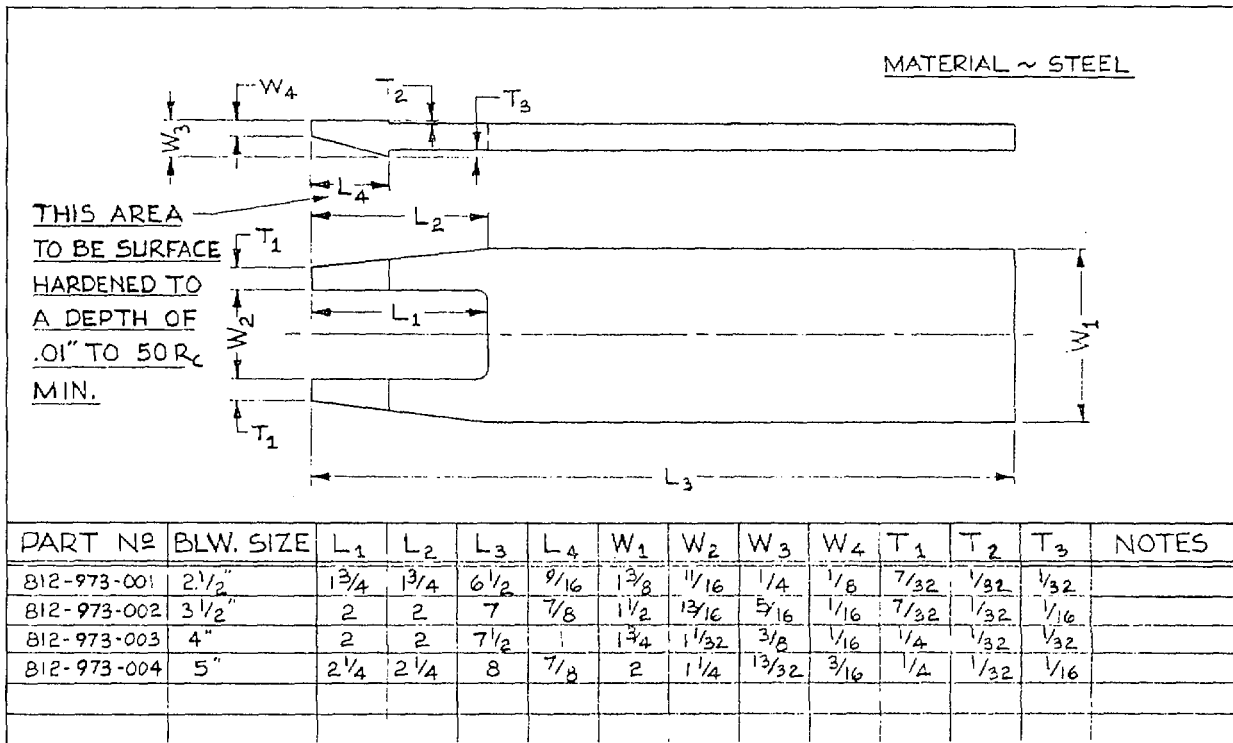 MATERIAL ~ STEEL
W4
T2
T3
W3
L4
THIS AREA
TO BE SURFACE
HARDENED TO
A DEPTH OF
.01" TO 50 RC
MIN.
L2
T1
L1
W2
W1
T1
L3
PART Nº BLW. SIZE L1 L2 L3 L4 W1 W2 W3 W4 T1 T2 T3 NOTES
812-973-001 2 1/2" 1 3/4 1 3/4 6 1/2 9/16 1 3/8 11/16 1/4 1/8 7/32 1/32 1/32
812-973-002 3 1/2" 2 2 7 7/8 1 1/2 13/16 5/16 1/16 7/32 1/32 1/16
812-973-003 4" 2 2 7 1/2 1 1 3/4 1 1/32 3/8 1/16 1/4 1/32 1/32
812-973-004 5" 2 1/4 2 1/4 8 7/8 2 1 1/4 13/32 3/16 1/4 1/32 1/16